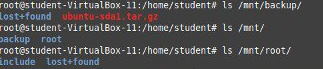 root@student-VirtualBox-11:/home/student# ls /mnt/backup/
lost+found  ubuntu-sda1.tar.gz
root@student-VirtualBox-11:/home/student# ls /mnt/
backup  root
root@student-VirtualBox-11:/home/student# ls /mnt/root/
include  lost+found